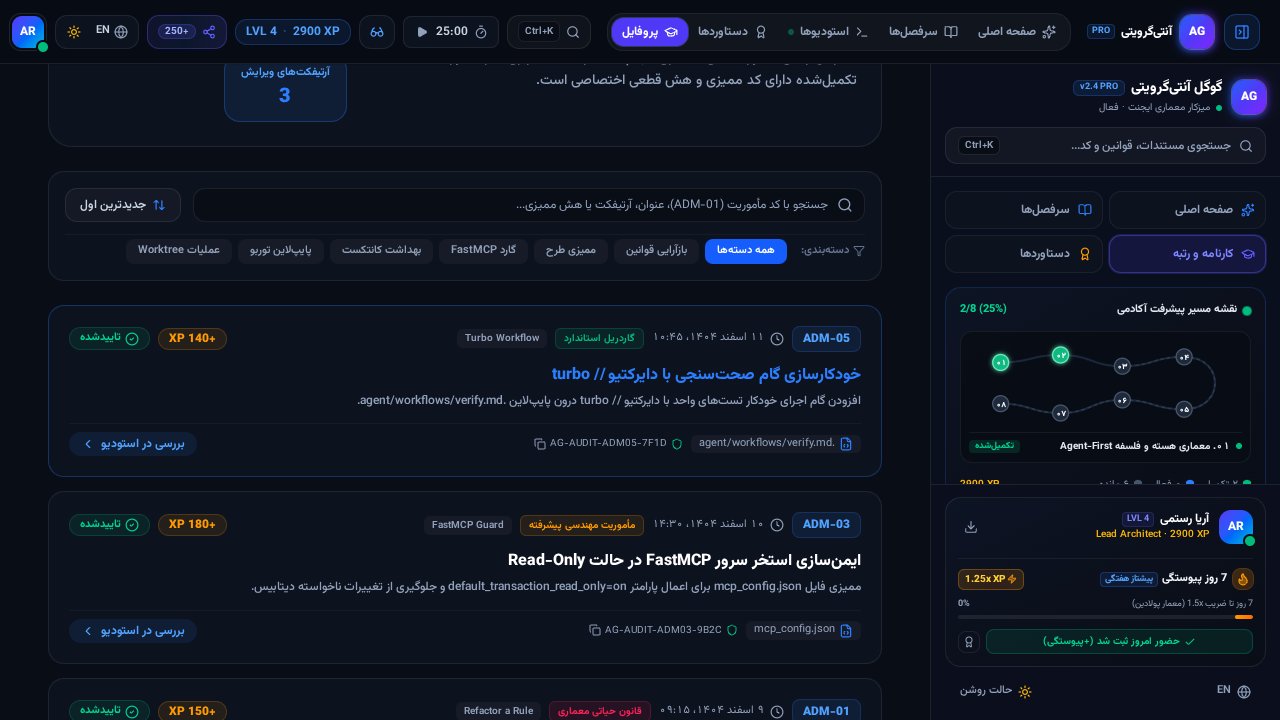 AG آنتی‌گرویتی PRO
صفحه اصلی
سرفصل‌ها
استودیوها
دستاوردها
پروفایل
Ctrl+K
25:00
LVL 4 · 2900 XP
250+
EN
AR
AG گوگل آنتی‌گرویتی v2.4 PRO
میزکار معماری ایجنت · فعال
جستجوی مستندات، قوانین و کد... Ctrl+K
صفحه اصلی
سرفصل‌ها
کارنامه و رتبه
دستاوردها
نقشه مسیر پیشرفت آکادمی 2/8 (25%)
۰۱ ۰۲ ۰۳ ۰۴
۰۸ ۰۷ ۰۶ ۰۵
۰۱. معماری هسته و فلسفه Agent-First تکمیل‌شده
2900 XP
AR آریا رستمی LVL 4
Lead Architect · 2900 XP
7 روز پیوستگی پیشتاز هفتگی 1.25x XP
7 روز تا ضریب 1.5x (معمار پولادین) 0%
حضور امروز ثبت شد (+پیوستگی)
EN
حالت روشن
تکمیل‌شده دارای کد ممیزی و هش قطعی اختصاصی است.
آرتیفکت‌های ویرایش
3
جستجو با کد مأموریت (ADM-01)، عنوان، آرتیفکت یا هش ممیزی...
جدیدترین اول
دسته‌بندی: همه دسته‌ها بازآرایی قوانین ممیزی طرح گارد FastMCP بهداشت کانتکست پایپ‌لاین توربو عملیات Worktree
ADM-05 ۱۱ اسفند ۱۴۰۴، ۱۰:۴۵ گاردریل استاندارد Turbo Workflow +140 XP تاییدشده
خودکارسازی گام صحت‌سنجی با دایرکتیو // turbo
افزودن گام اجرای خودکار تست‌های واحد با دایرکتیو // turbo درون پایپ‌لاین .agent/workflows/verify.md.
.agent/workflows/verify.md AG-AUDIT-ADM05-7F1D بررسی در استودیو
ADM-03 ۱۰ اسفند ۱۴۰۴، ۱۴:۳۰ مأموریت مهندسی پیشرفته FastMCP Guard +180 XP تاییدشده
ایمن‌سازی استخر سرور FastMCP در حالت Read-Only
ممیزی فایل mcp_config.json برای اعمال پارامتر default_transaction_read_only=on و جلوگیری از تغییرات ناخواسته دیتابیس.
mcp_config.json AG-AUDIT-ADM03-9B2C بررسی در استودیو
ADM-01 ۹ اسفند ۱۴۰۴، ۰۹:۱۵ قانون حیاتی معماری Refactor a Rule +150 XP تاییدشده